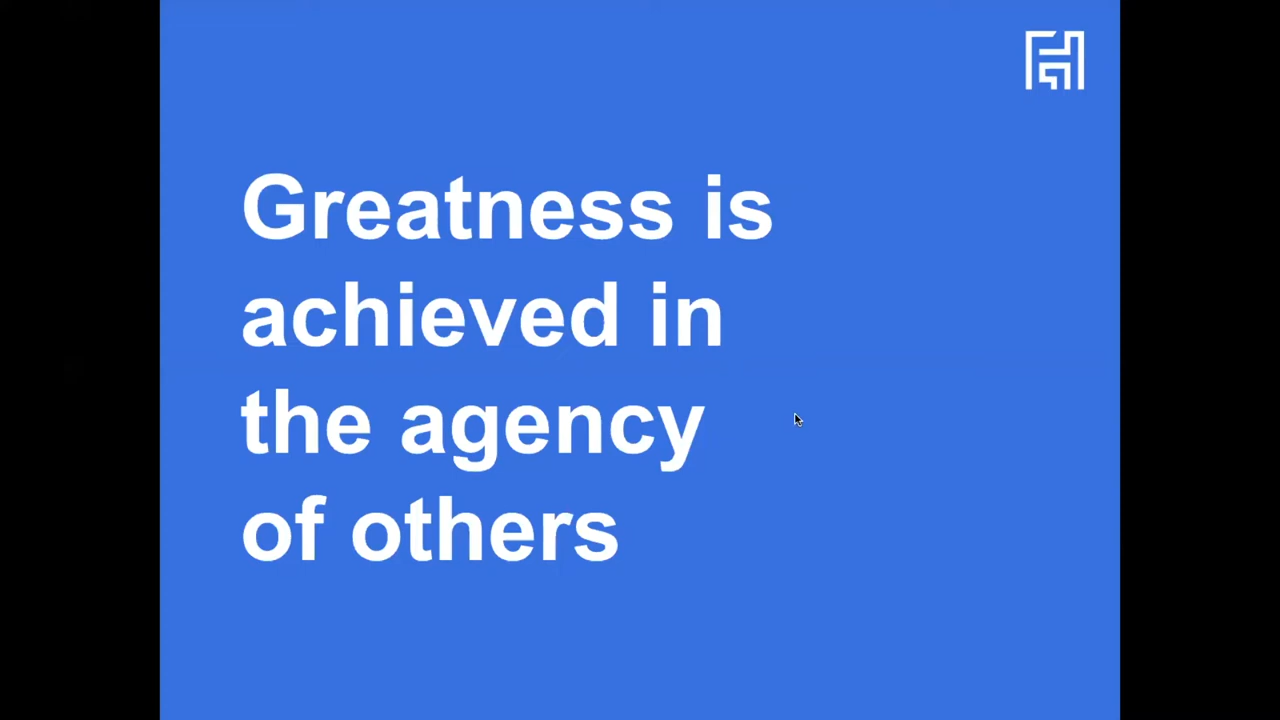 Greatness is
achieved in
the agency
of others